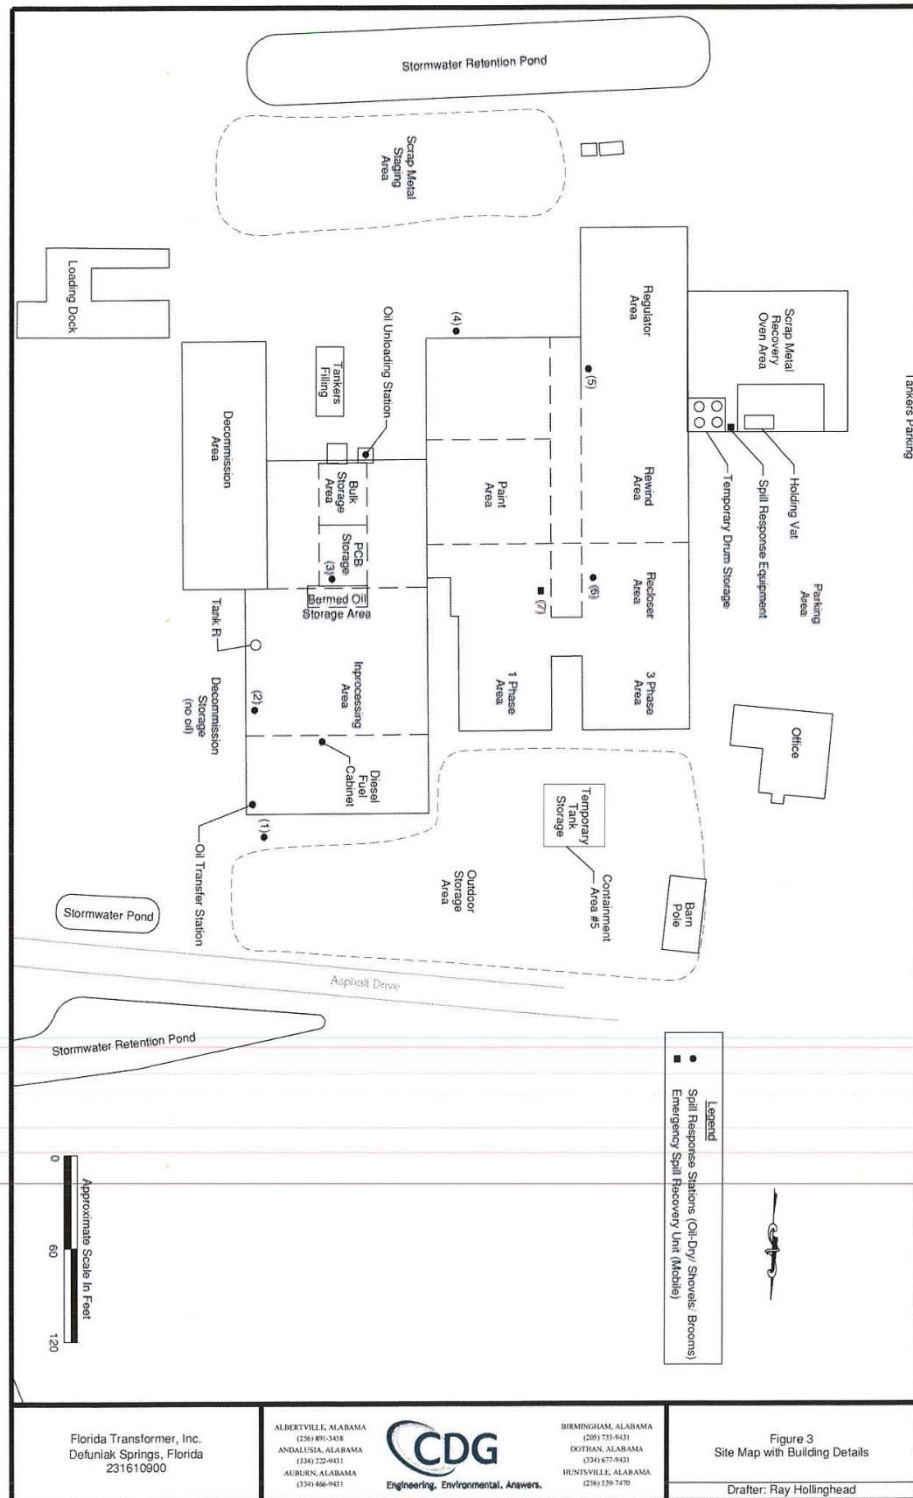 Stormwater Retention Pond
Scrap Metal
Staging
Area
Loading Dock
Oil Unloading Station
Tankers
Filling
(4)
Regulator
Area
Scrap Metal
Recovery
Oven Area
Tankers Parking
(5)
Decommission
Area
Bulk
Storage
Area
PCB
Storage
(3)
Bermed Oil
Storage Area
Paint
Area
Rewind
Area
Recloser
Area
(6)
(7)
Holding Vat
Spill Response Equipment
Temporary Drum Storage
Parking
Area
Tank R
Decommission
Storage
(no oil)
(2)
Inprocessing
Area
1 Phase
Area
3 Phase
Area
Office
Diesel
Fuel
Cabinet
(1)
Oil Transfer Station
Temporary
Tank
Storage
Containment
Area #5
Outdoor
Storage
Area
Barn
Pole
Stormwater Pond
Asphalt Drive
Stormwater Retention Pond
Legend
Spill Response Stations (Oil-Dry/ Shovels/ Brooms)
Emergency Spill Recovery Unit (Mobile)
Approximate Scale In Feet
0 60 120
Florida Transformer, Inc.
Defuniak Springs, Florida
231610900
ALBERTVILLE, ALABAMA
(256) 891-3458
ANDALUSIA, ALABAMA
(334) 222-9431
AUBURN, ALABAMA
(334) 466-9431
CDG
Engineering. Environmental. Answers.
BIRMINGHAM, ALABAMA
(205) 733-9431
DOTHAN, ALABAMA
(334) 677-9431
HUNTSVILLE, ALABAMA
(256) 539-7470
Figure 3
Site Map with Building Details
Drafter: Ray Hollinghead